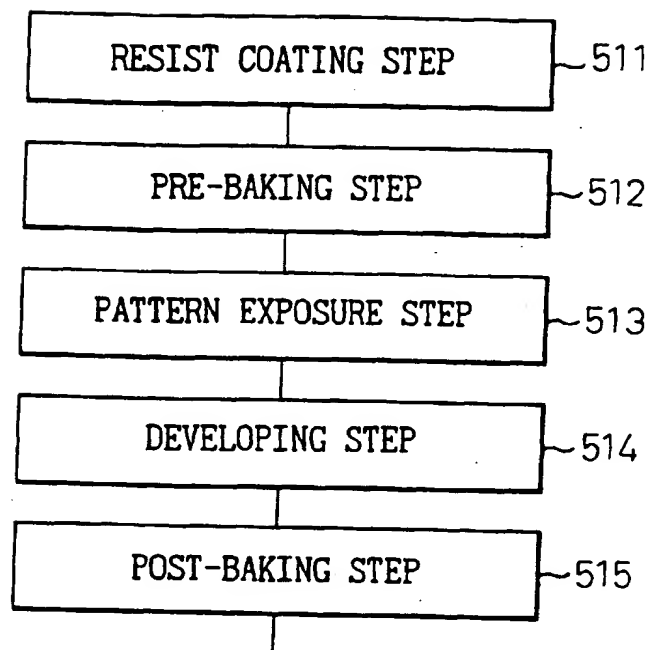 RESIST COATING STEP 511
PRE-BAKING STEP 512
PATTERN EXPOSURE STEP 513
DEVELOPING STEP 514
POST-BAKING STEP 515